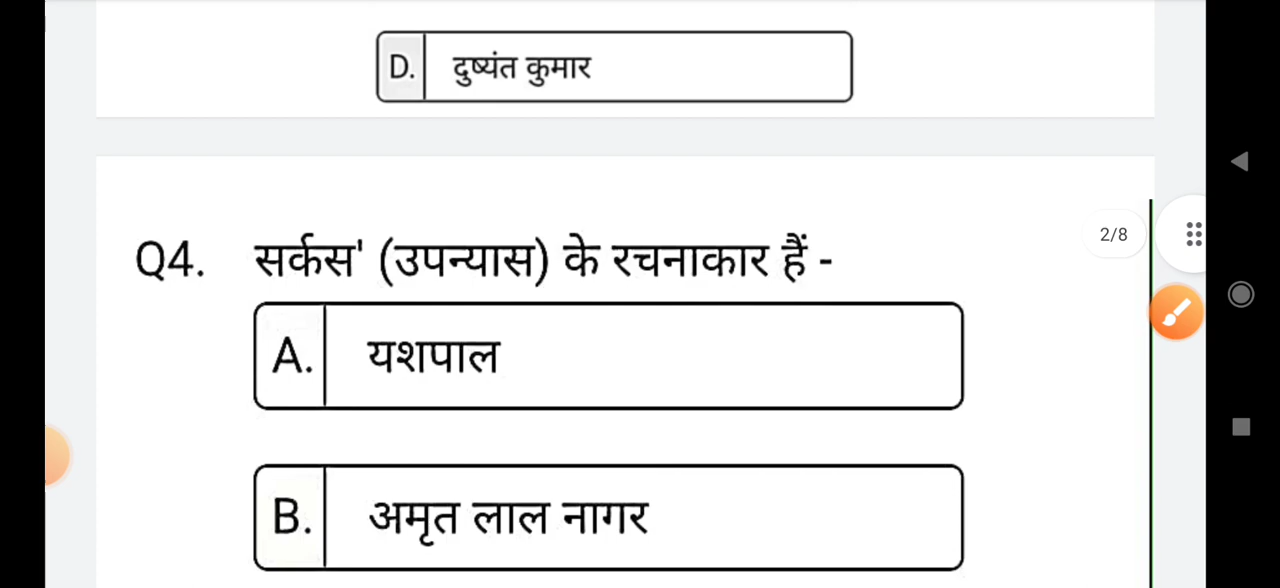 D. दुष्यंत कुमार
2/8
Q4. सर्कस' (उपन्यास) के रचनाकार हैं -
A. यशपाल
B. अमृत लाल नागर